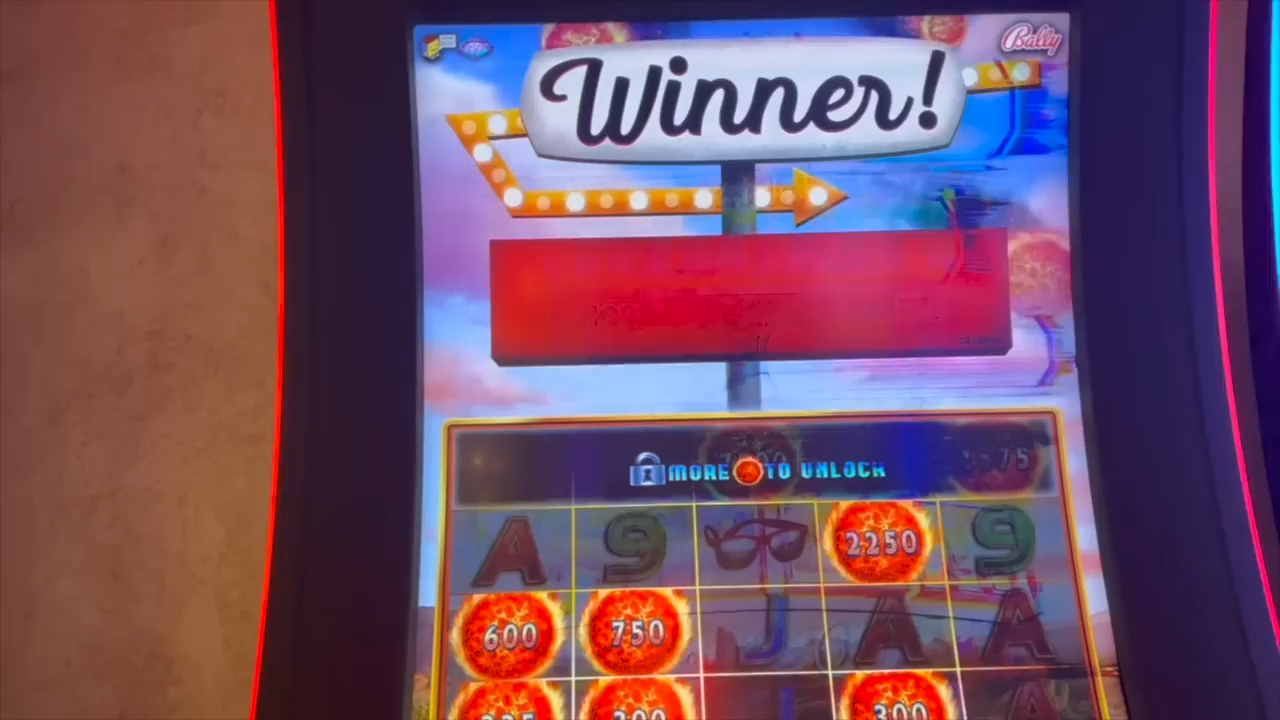 Bally
Winner!
MORE TO UNLOCK
A 9 2250 9
600 750 J A A
300